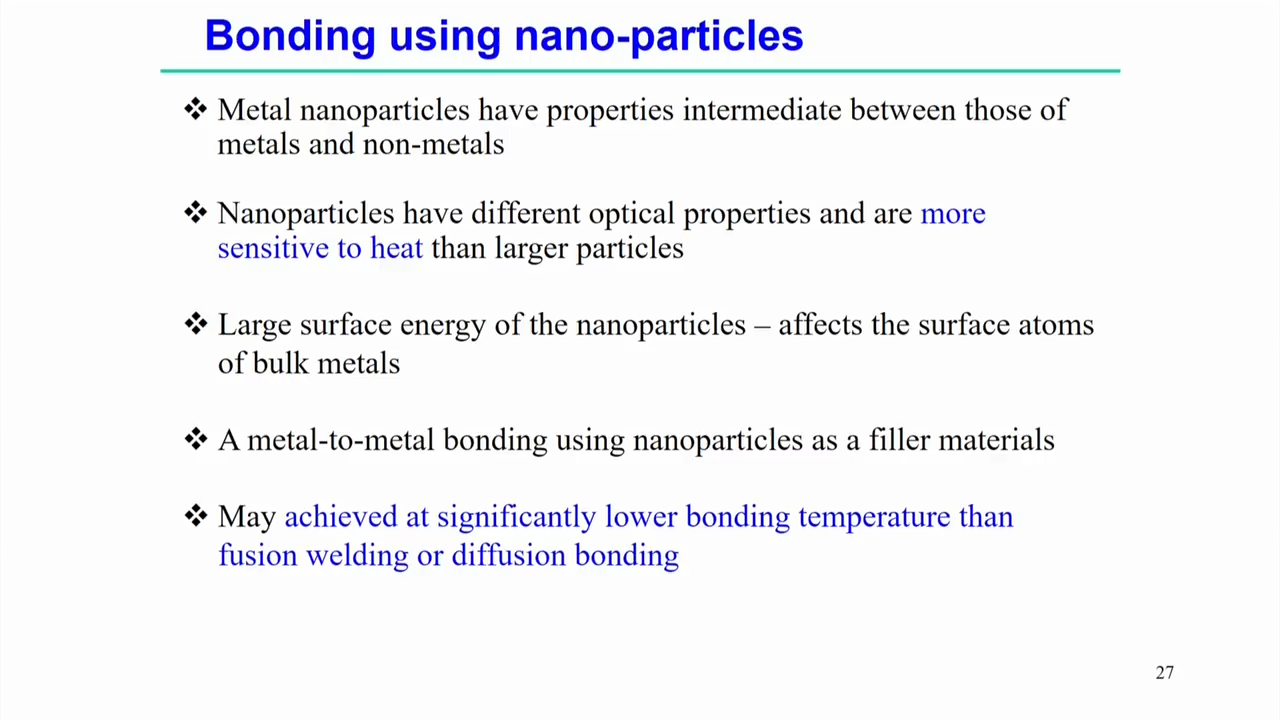 Bonding using nano-particles
❖ Metal nanoparticles have properties intermediate between those of
metals and non-metals
❖ Nanoparticles have different optical properties and are more
sensitive to heat than larger particles
❖ Large surface energy of the nanoparticles – affects the surface atoms
of bulk metals
❖ A metal-to-metal bonding using nanoparticles as a filler materials
❖ May achieved at significantly lower bonding temperature than
fusion welding or diffusion bonding
27